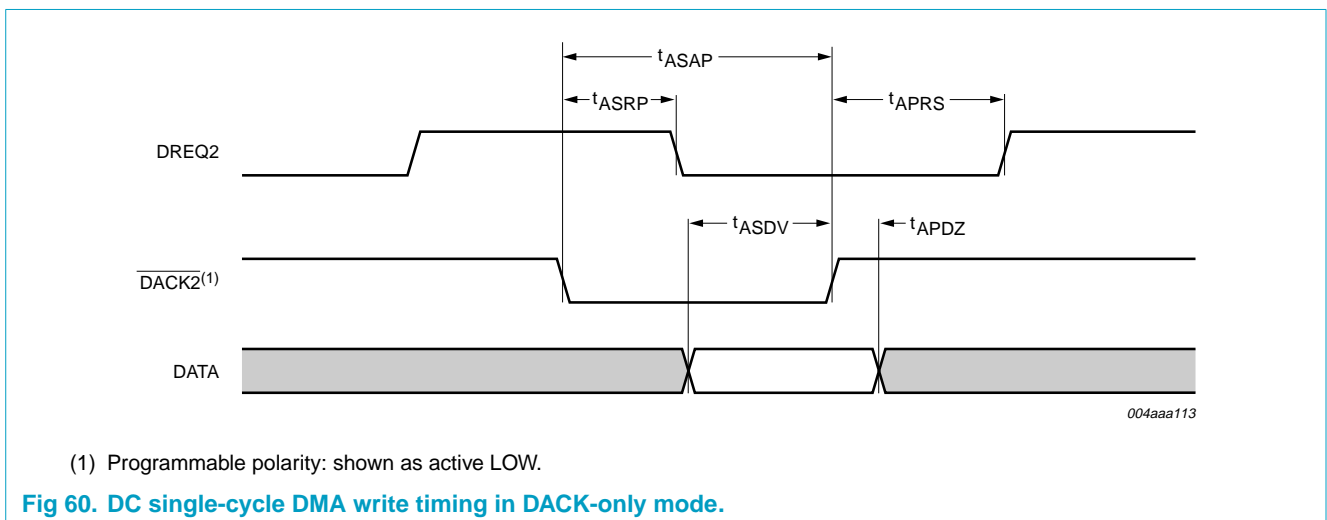 tASAP
tASRP
tAPRS
DREQ2
tASDV
tAPDZ
DACK2(1)
DATA
004aaa113
(1) Programmable polarity: shown as active LOW.
Fig 60. DC single-cycle DMA write timing in DACK-only mode.